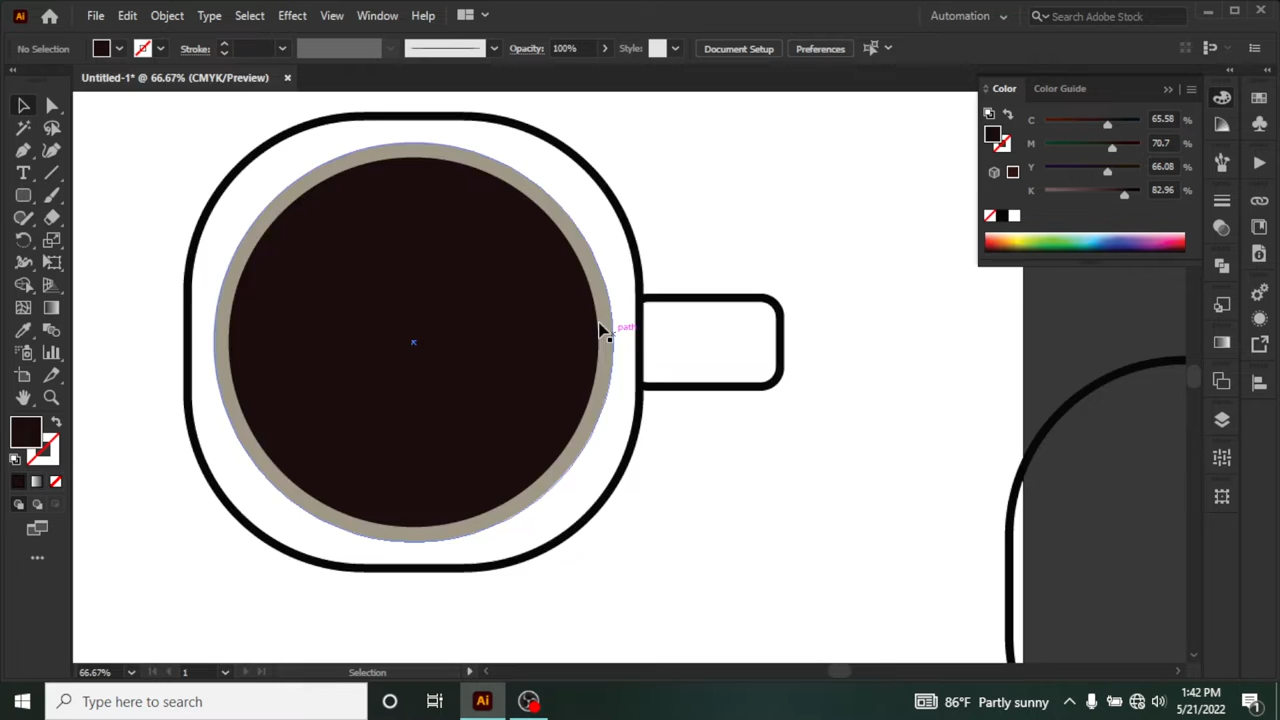 Ai File Edit Object Type Select Effect View Window Help Automation Search Adobe Stock
No Selection Stroke: Opacity: 100% Style: Document Setup Preferences
Untitled-1* @ 66.67% (CMYK/Preview) ×
Color Color Guide
C 65.58 %
M 70.7 %
Y 66.08 %
K 82.96 %
path
66.67% 1 Selection
Type here to search Ai 86°F Partly sunny 1:42 PM
5/21/2022 1